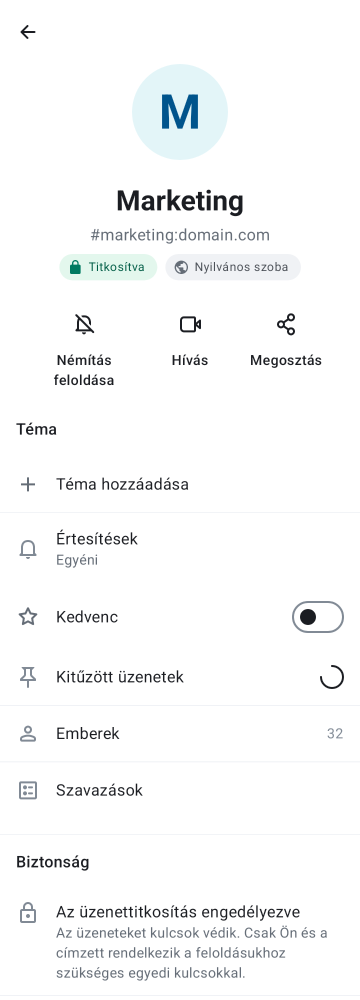 M
Marketing
#marketing:domain.com
Titkosítva
Nyilvános szoba
Némítás
feloldása
Hívás
Megosztás
Téma
Téma hozzáadása
Értesítések
Egyéni
Kedvenc
Kitűzött üzenetek
Emberek
32
Szavazások
Biztonság
Az üzenettitkosítás engedélyezve
Az üzeneteket kulcsok védik. Csak Ön és a
címzett rendelkezik a feloldásukhoz
szükséges egyedi kulcsokkal.